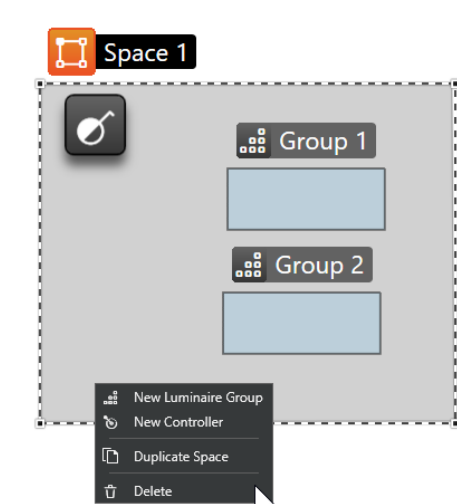 Space 1
Group 1
Group 2
New Luminaire Group
New Controller
Duplicate Space
Delete